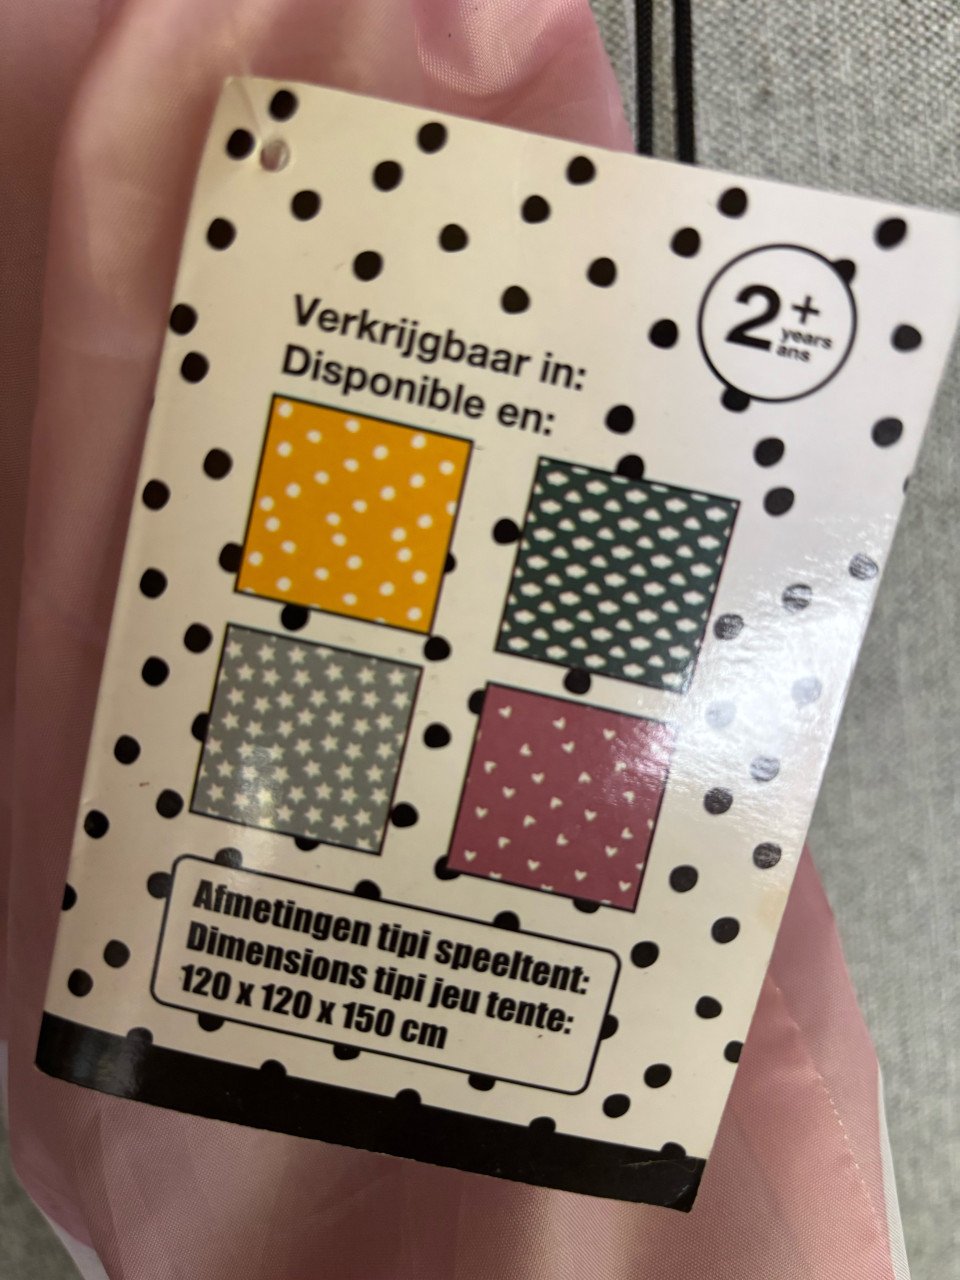 2+
years
ans
Verkrijgbaar in:
Disponible en:
Afmetingen tipi speeltent:
Dimensions tipi jeu tente:
120 x 120 x 150 cm